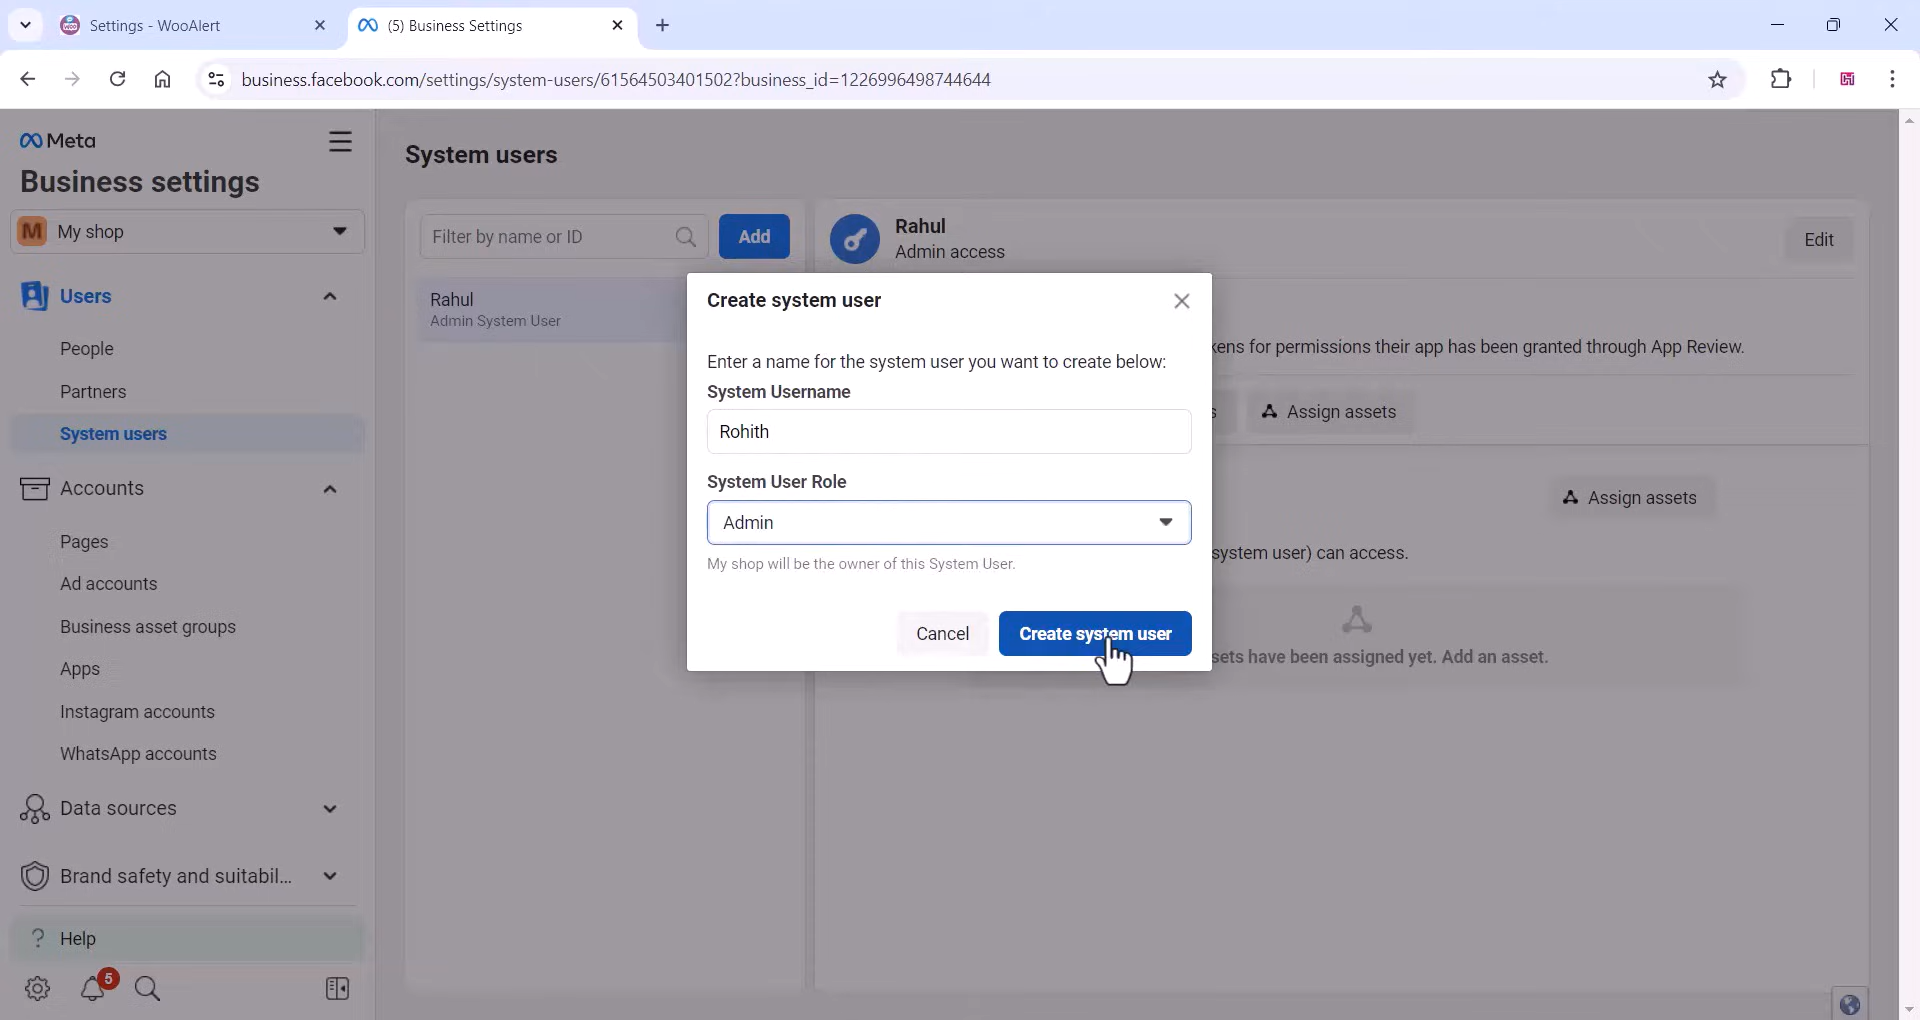 Settings - WooAlert
(5) Business Settings
business.facebook.com/settings/system-users/61564503401502?business_id=1226996498744644
Meta
Business settings
M My shop
Users
People
Partners
System users
Accounts
Pages
Ad accounts
Business asset groups
Apps
Instagram accounts
WhatsApp accounts
Data sources
Brand safety and suitabil...
? Help
5
System users
Filter by name or ID
Add
Rahul
Admin System User
Rahul
Admin access
Edit
kens for permissions their app has been granted through App Review.
s
Assign assets
Assign assets
system user) can access.
sets have been assigned yet. Add an asset.
Create system user
Enter a name for the system user you want to create below:
System Username
Rohith
System User Role
Admin
My shop will be the owner of this System User.
Cancel
Create system user